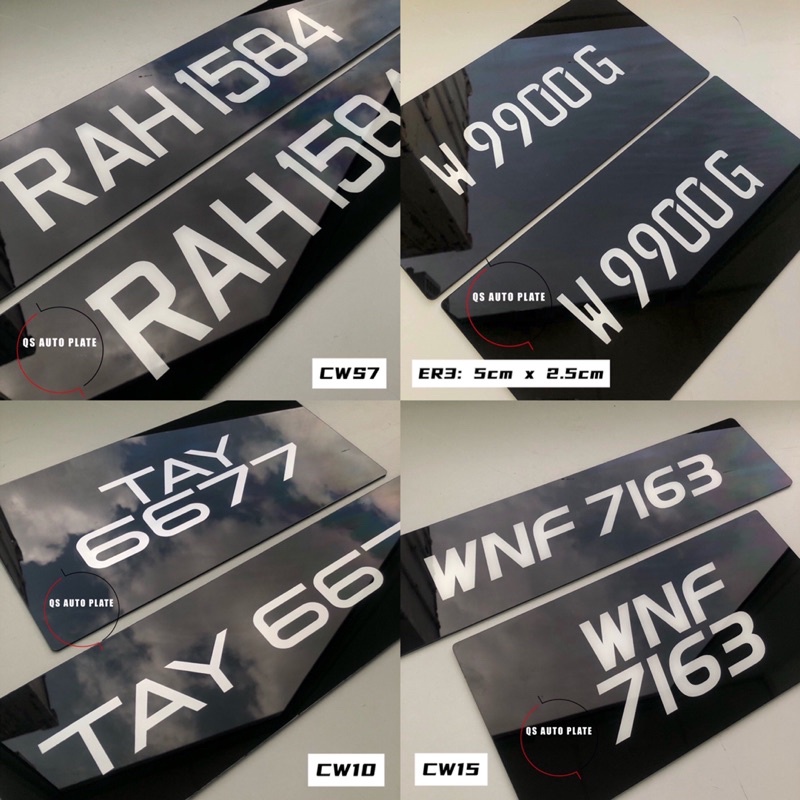 RAH 1584
RAH 158
QS AUTO PLATE
CW57
W 9900 G
W 9900 G
QS AUTO PLATE
ER3: 5cm x 2.5cm
TAY
6677
QS AUTO PLATE
TAY 667
CW10
WNF 7163
WNF
7163
QS AUTO PLATE
CW15